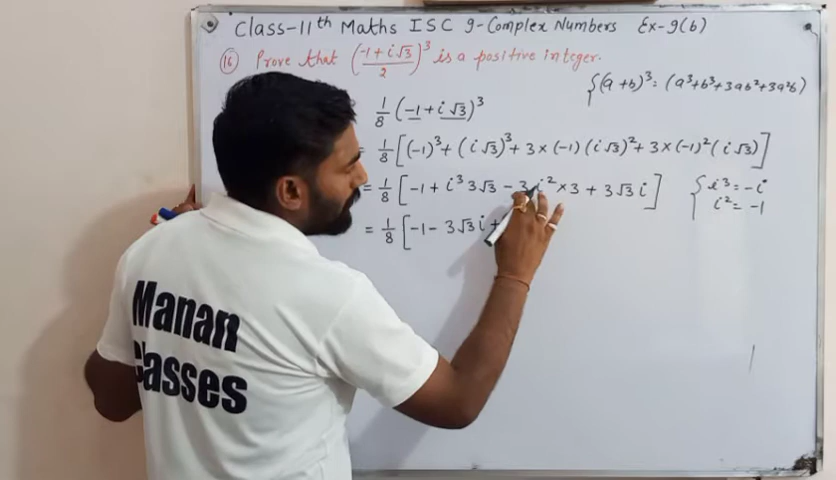 Class-11th Maths ISC 9-Complex Numbers Ex-9(b)
(16) Prove that ((-1+i√3)/2)³ is a positive integer.
{(a+b)³=(a³+b³+3ab²+3a²b)
1/8 (-1+i√3)³
= 1/8 [(-1)³+(i√3)³+3×(-1)(i√3)²+3×(-1)²(i√3)]
= 1/8 [-1+i³3√3-3 i²×3+3√3i] {i³=-i
i²=-1
= 1/8 [-1-3√3i+
Manan
Classes